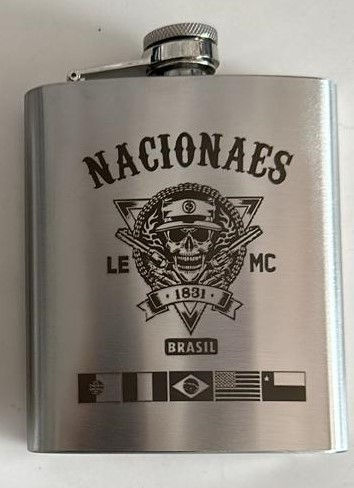 NACIONAES
LE MC
1831
BRASIL